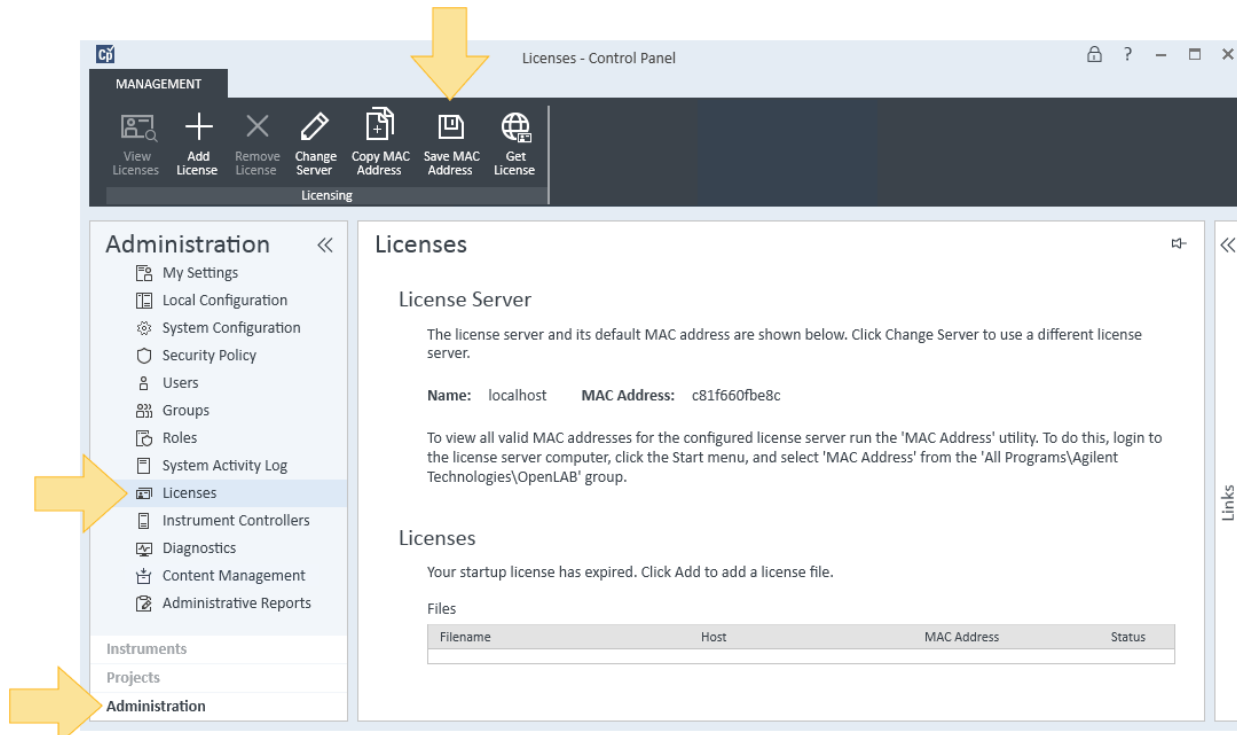 Cp
Licenses - Control Panel
?
MANAGEMENT
View
Licenses
Add
License
Remove
License
Change
Server
Copy MAC
Address
Save MAC
Address
Get
License
Licensing
Administration
My Settings
Local Configuration
System Configuration
Security Policy
Users
Groups
Roles
System Activity Log
Licenses
Instrument Controllers
Diagnostics
Content Management
Administrative Reports
Instruments
Projects
Administration
Licenses
License Server
The license server and its default MAC address are shown below. Click Change Server to use a different license
server.
Name: localhost MAC Address: c81f660fbe8c
To view all valid MAC addresses for the configured license server run the 'MAC Address' utility. To do this, login to
the license server computer, click the Start menu, and select 'MAC Address' from the 'All Programs\Agilent
Technologies\OpenLAB' group.
Licenses
Your startup license has expired. Click Add to add a license file.
Files
Filename Host MAC Address Status
Links